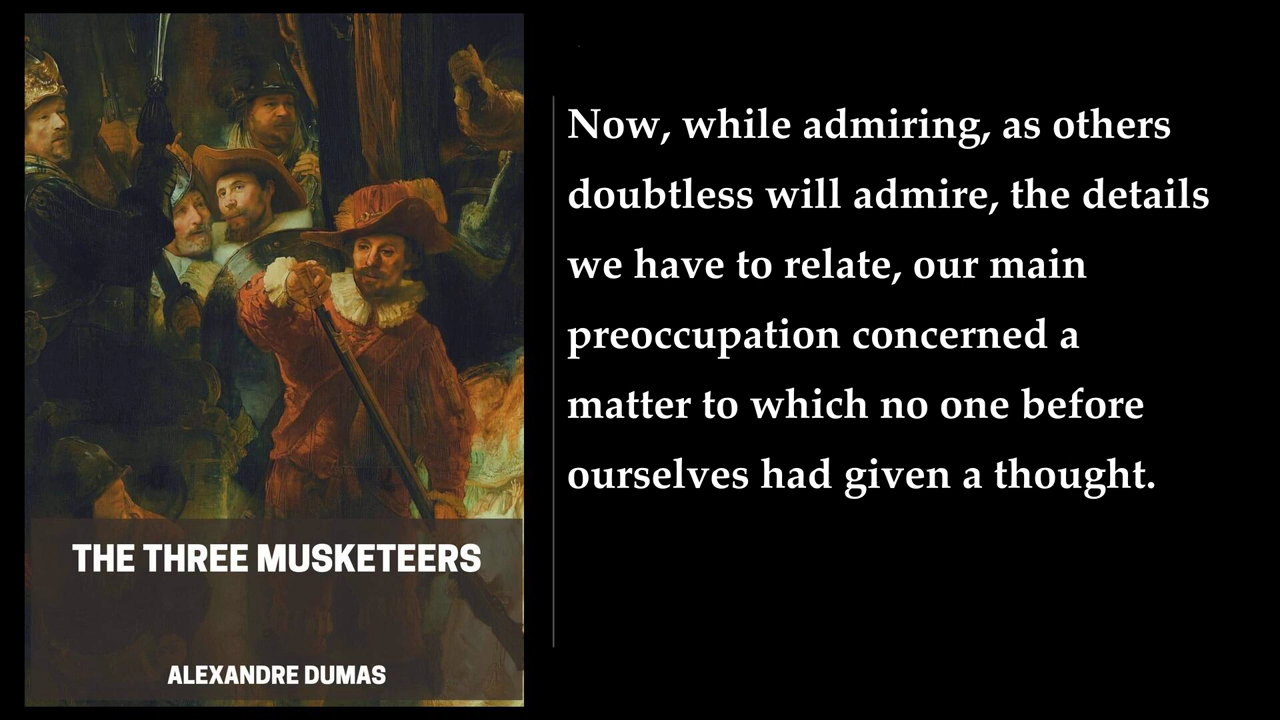 THE THREE MUSKETEERS
ALEXANDRE DUMAS
Now, while admiring, as others
doubtless will admire, the details
we have to relate, our main
preoccupation concerned a
matter to which no one before
ourselves had given a thought.